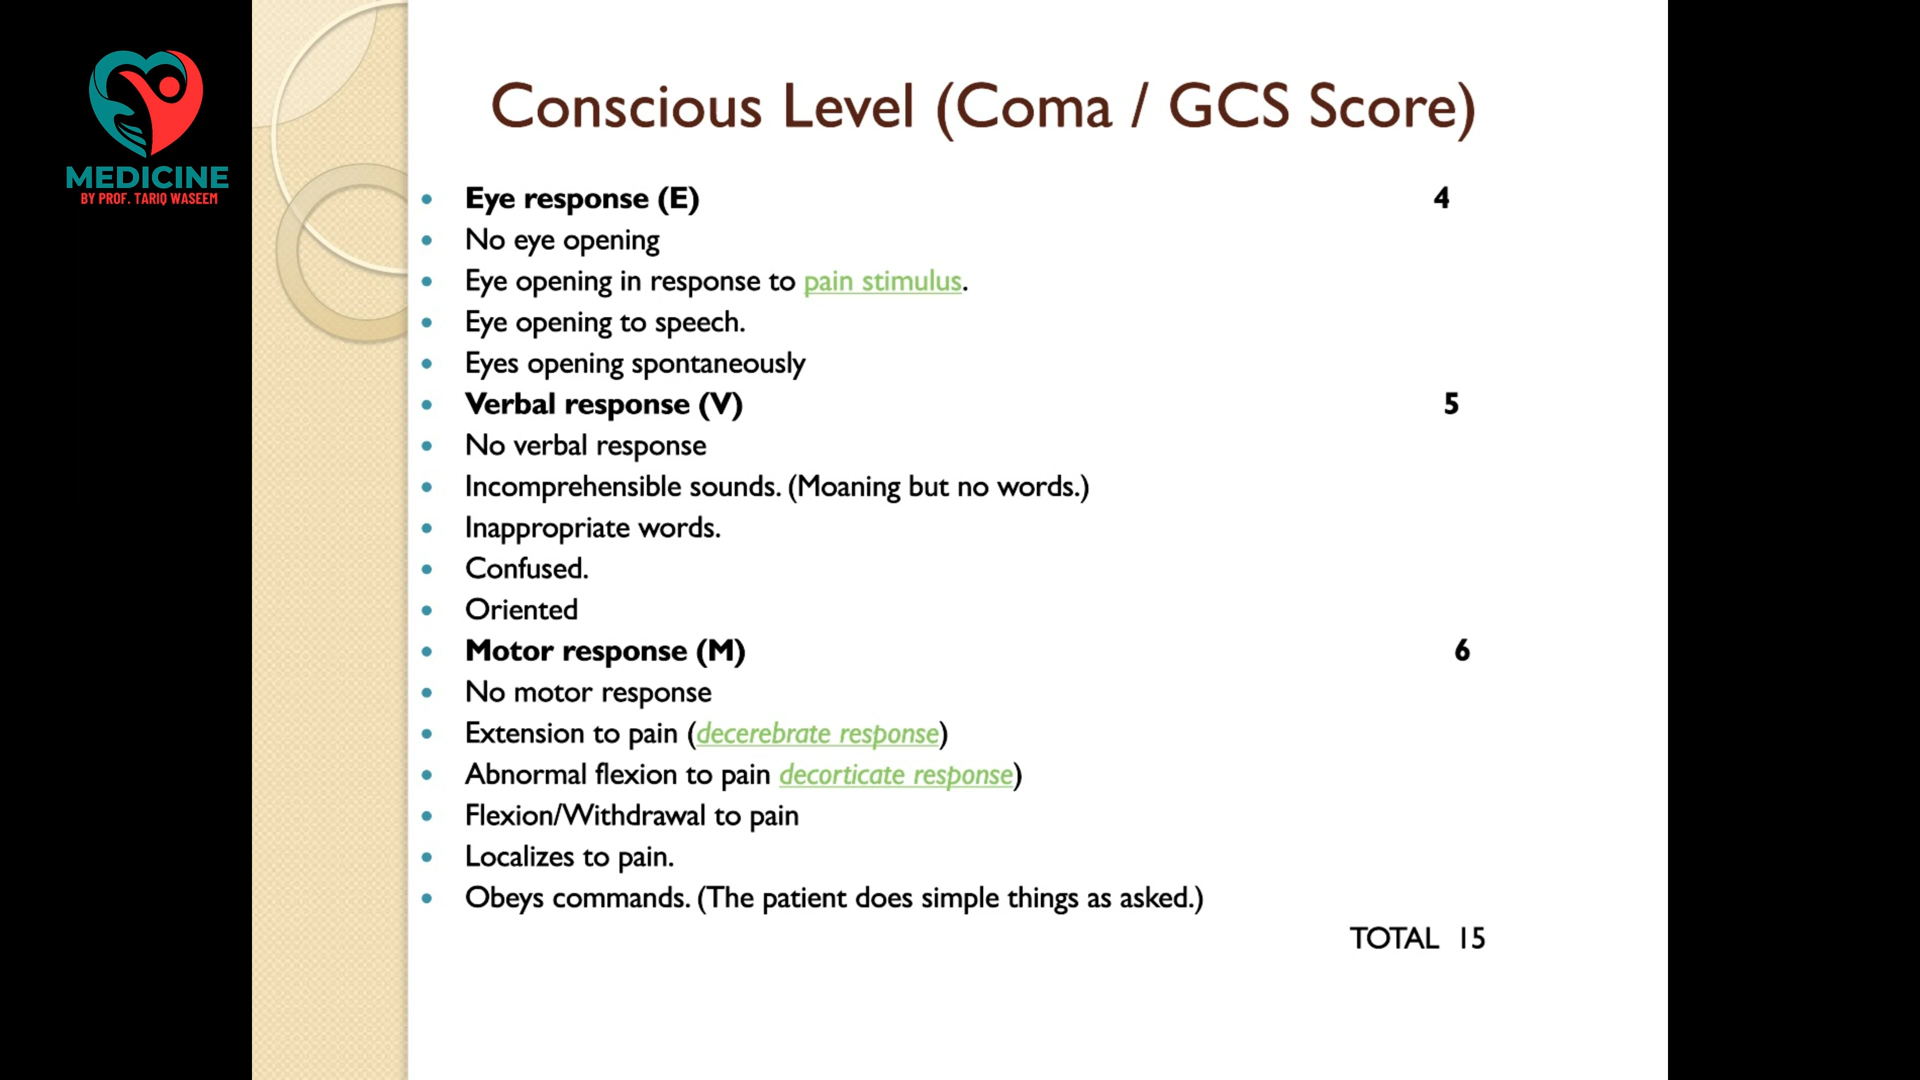 MEDICINE
BY PROF. TARIQ WASEEM
Conscious Level (Coma / GCS Score)
• Eye response (E) 4
• No eye opening
• Eye opening in response to pain stimulus.
• Eye opening to speech.
• Eyes opening spontaneously
• Verbal response (V) 5
• No verbal response
• Incomprehensible sounds. (Moaning but no words.)
• Inappropriate words.
• Confused.
• Oriented
• Motor response (M) 6
• No motor response
• Extension to pain (decerebrate response)
• Abnormal flexion to pain decorticate response)
• Flexion/Withdrawal to pain
• Localizes to pain.
• Obeys commands. (The patient does simple things as asked.)
TOTAL 15